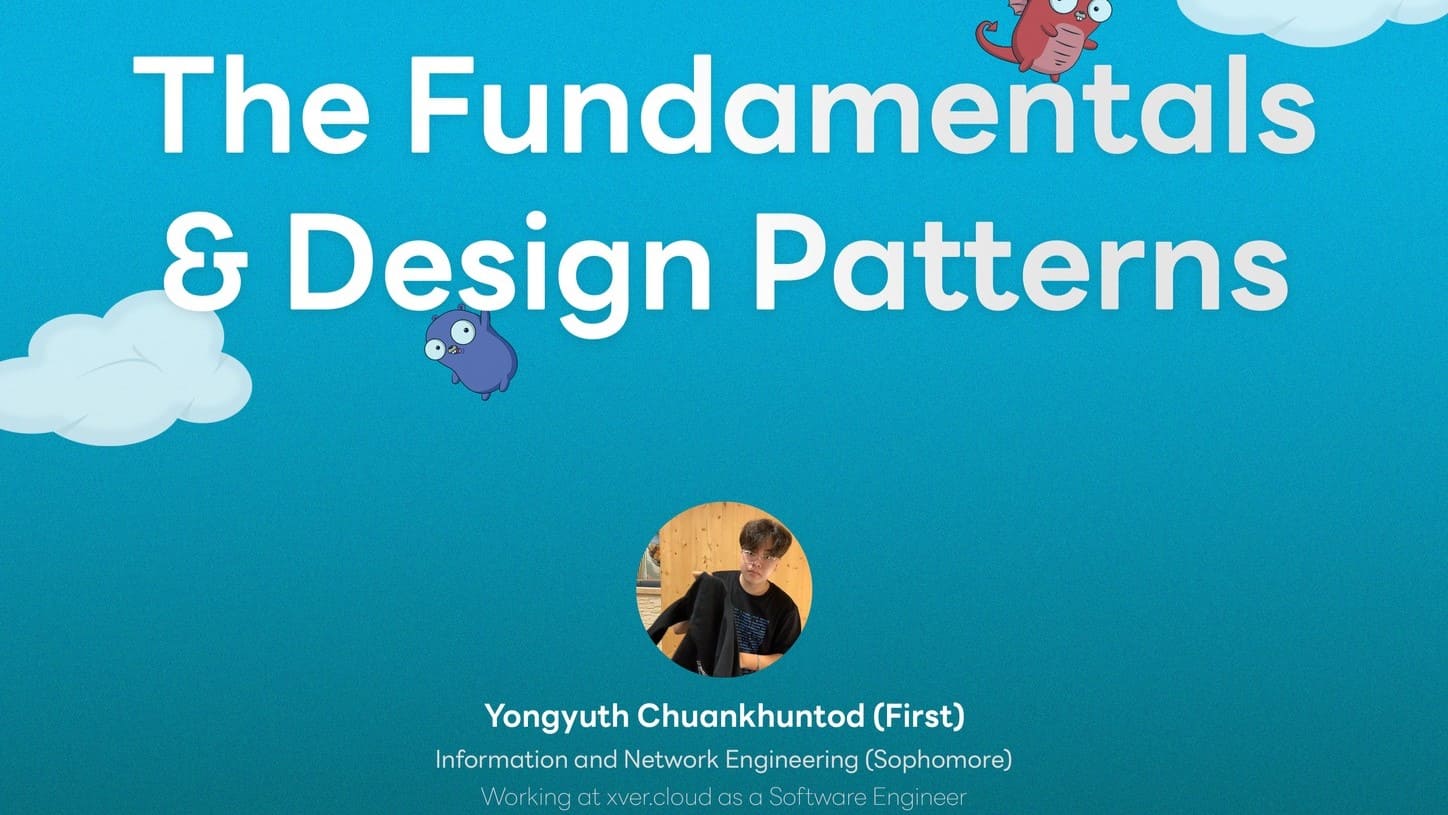 The Fundamentals
& Design Patterns
Yongyuth Chuankhuntod (First)
Information and Network Engineering (Sophomore)
Working at xver.cloud as a Software Engineer